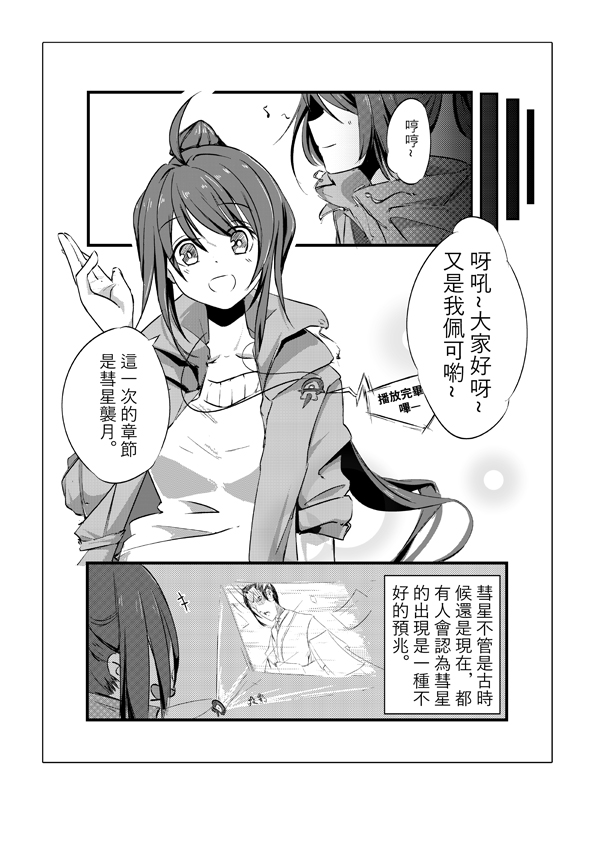 哼哼~
呀吼~大家好呀~
又是我佩可喲~
播放完畢
嗶—
這一次的章節
是彗星襲月。
彗星不管是古時
候還是現在，都
有人會認為彗星
的出現是一種不
好的預兆。